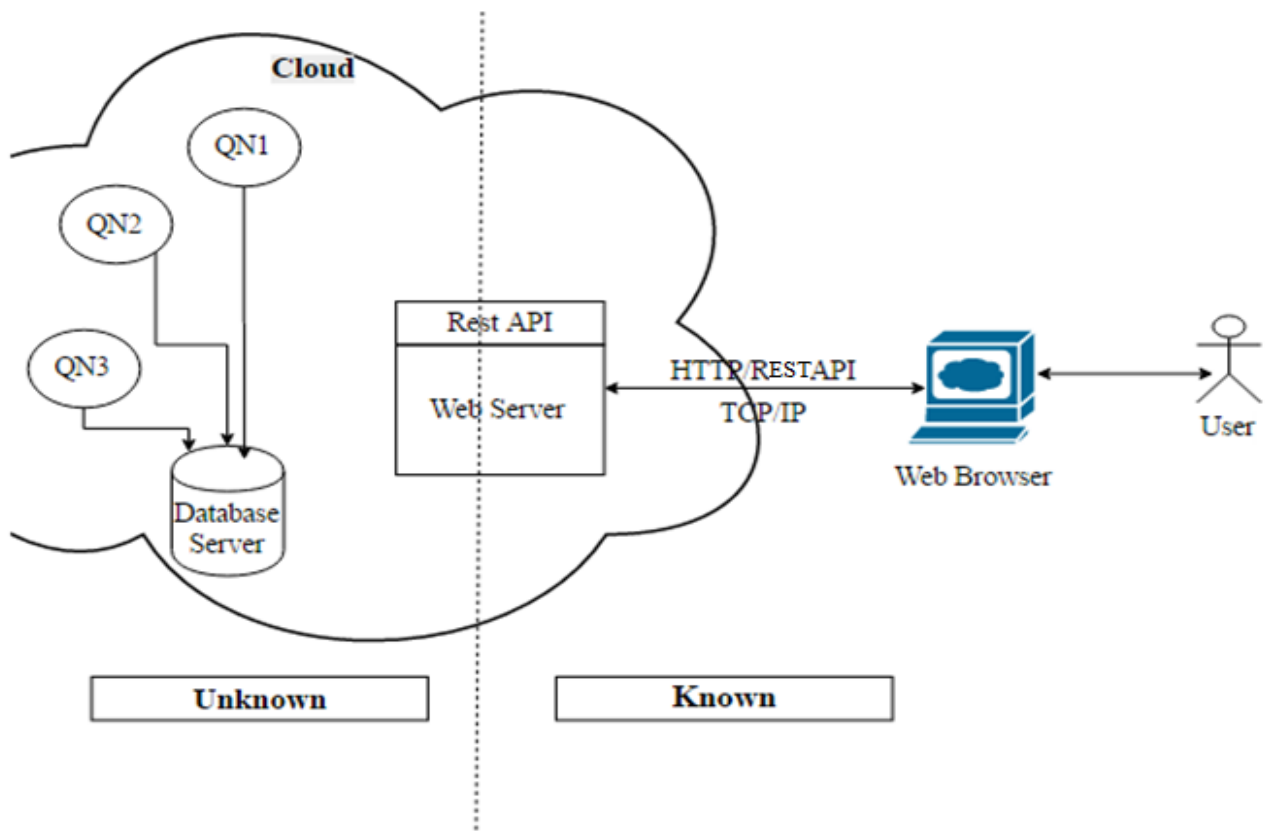 Cloud
QN1
QN2
QN3
Database
Server
Rest API
Web Server
HTTP/RESTAPI
TCP/IP
Web Browser
User
Unknown
Known